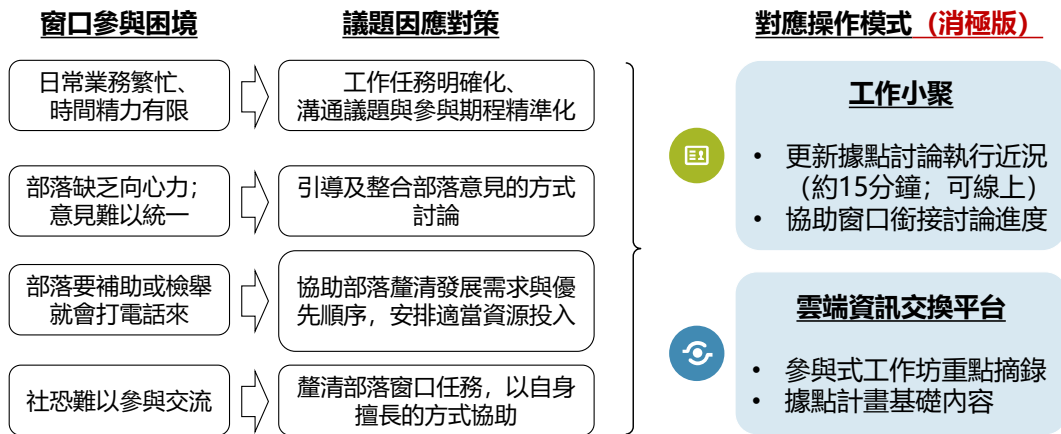 窗口參與困境
議題因應對策
對應操作模式（消極版）
日常業務繁忙、
時間精力有限
工作任務明確化、
溝通議題與參與期程精準化
部落缺乏向心力；
意見難以統一
引導及整合部落意見的方式
討論
部落要補助或檢舉
就會打電話來
協助部落釐清發展需求與優
先順序，安排適當資源投入
社恐難以參與交流
釐清部落窗口任務，以自身
擅長的方式協助
工作小聚
• 更新據點討論執行近況
（約15分鐘；可線上）
• 協助窗口銜接討論進度
雲端資訊交換平台
• 參與式工作坊重點摘錄
• 據點計畫基礎內容